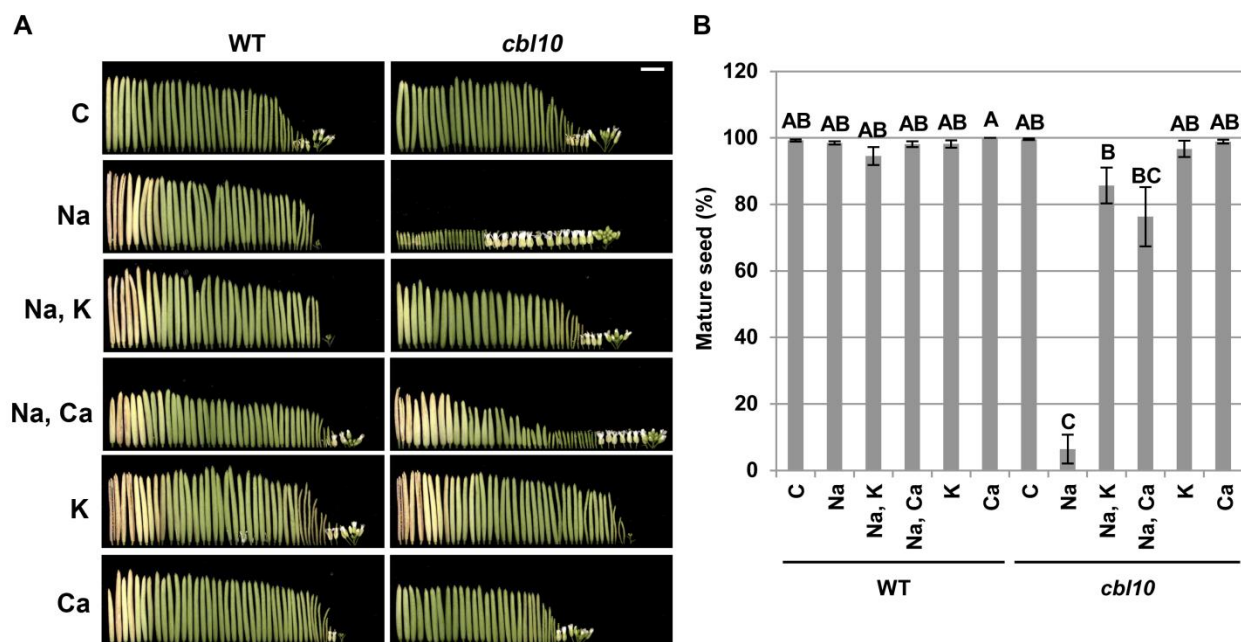 A
WT
cbl10
C
Na
Na, K
Na, Ca
K
Ca
B
Mature seed (%)
120
100
80
60
40
20
0
AB AB AB AB AB A AB C B BC AB AB
C Na Na, K Na, Ca K Ca C Na Na, K Na, Ca K Ca
WT cbl10